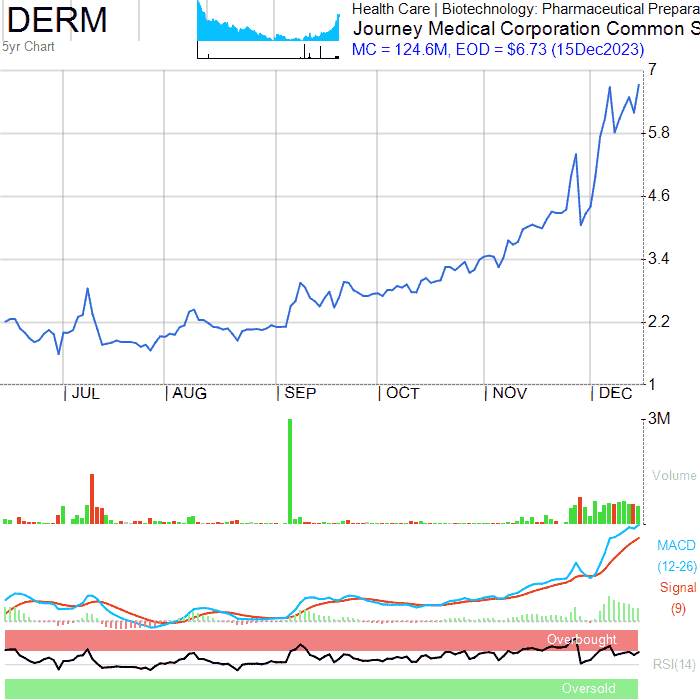 DERM
5yr Chart
Health Care | Biotechnology: Pharmaceutical Prepara
Journey Medical Corporation Common S
MC = 124.6M, EOD = $6.73 (15Dec2023)
7
5.8
4.6
3.4
2.2
1
JUL
AUG
SEP
OCT
NOV
DEC
3M
Volume
MACD
(12-26)
Signal
(9)
Overbought
RSI(14)
Oversold